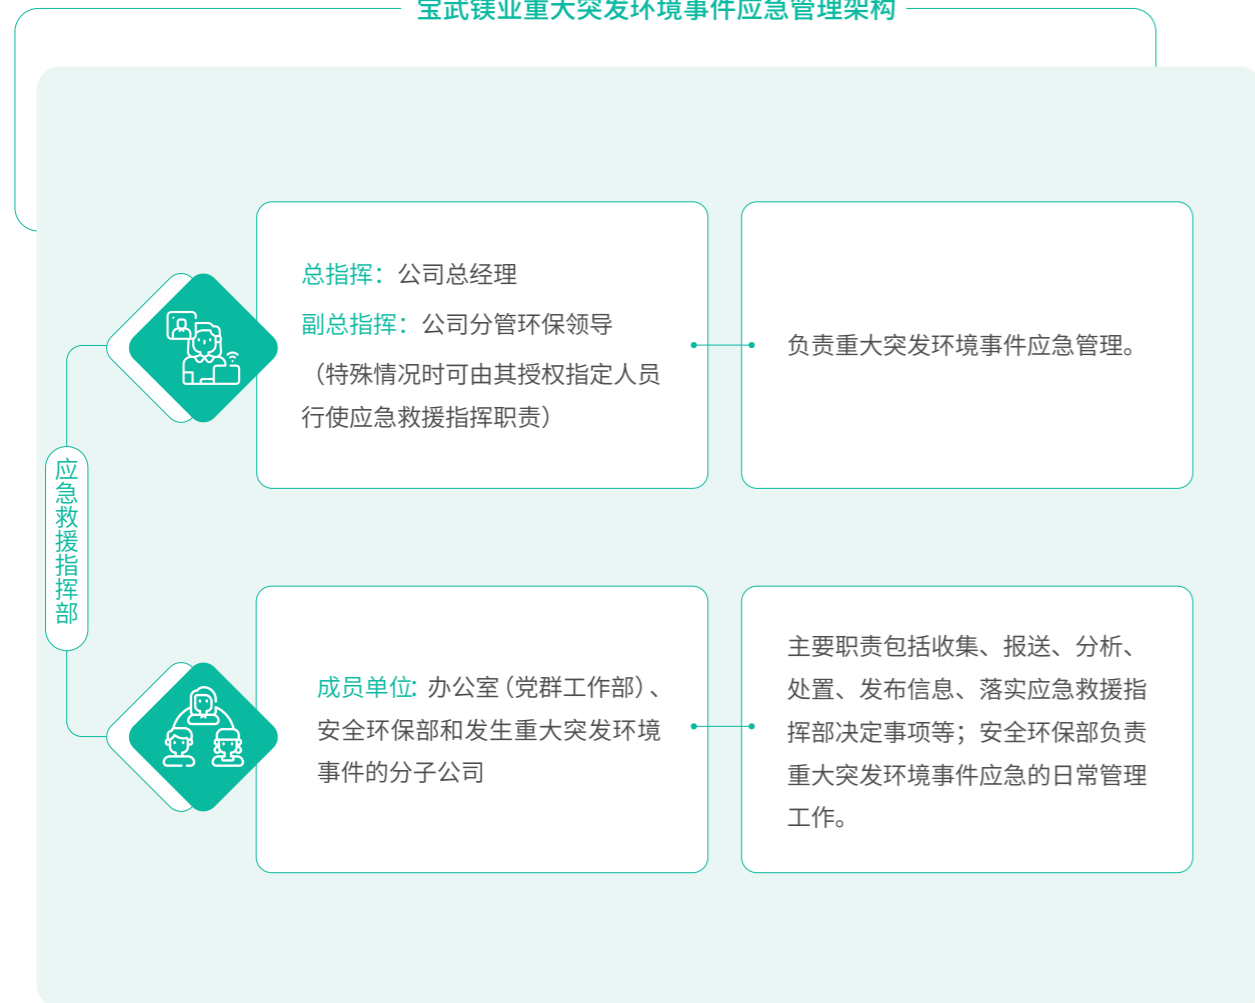 宝武镁业重大突发环境事件应急管理架构
总指挥：公司总经理
副总指挥：公司分管环保领导
（特殊情况时可由其授权指定人员
行使应急救援指挥职责）
负责重大突发环境事件应急管理。
应急救援指挥部
成员单位：办公室（党群工作部）、
安全环保部和发生重大突发环境
事件的分子公司
主要职责包括收集、报送、分析、
处置、发布信息、落实应急救援指
挥部决定事项等；安全环保部负责
重大突发环境事件应急的日常管理
工作。